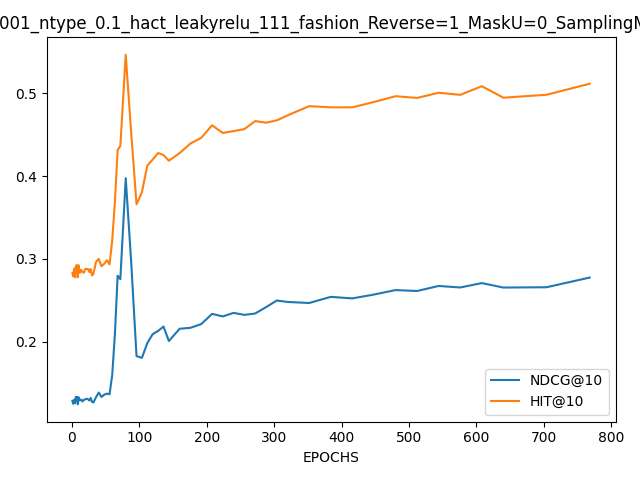 001_ntype_0.1_hact_leakyrelu_111_fashion_Reverse=1_MaskU=0_SamplingM
0.5
0.4
0.3
0.2
NDCG@10
HIT@10
0 100 200 300 400 500 600 700 800
EPOCHS